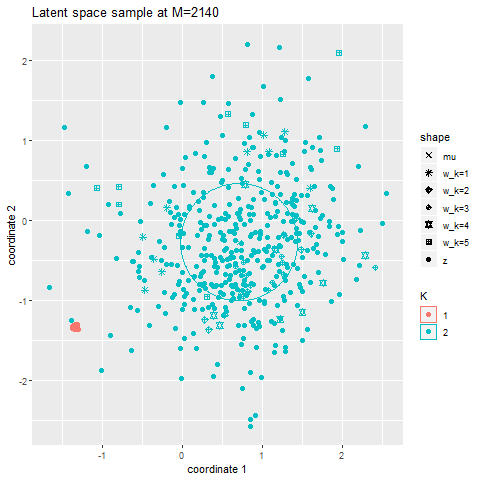 Latent space sample at M=2140
2
1
0
-1
-2
coordinate 2
-1
0
1
2
coordinate 1
shape
mu
w_k=1
w_k=2
w_k=3
w_k=4
w_k=5
z
K
1
2